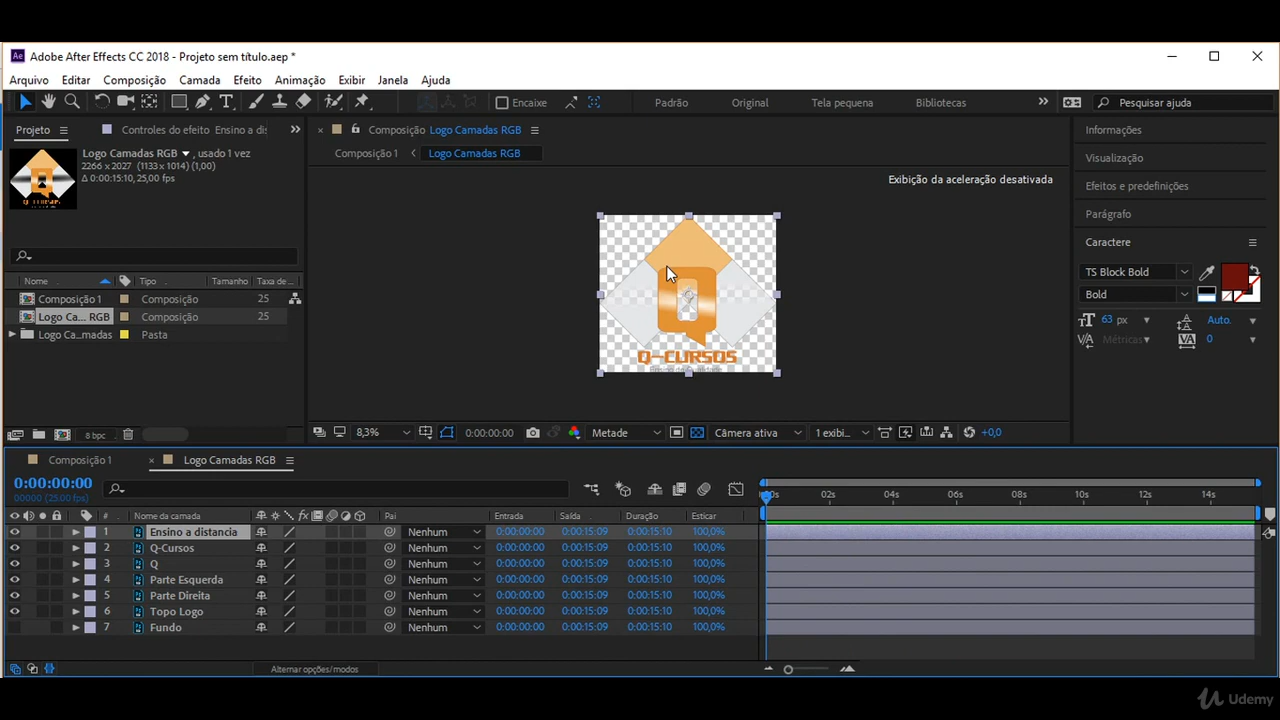 Ae Adobe After Effects CC 2018 - Projeto sem título.aep *
Arquivo Editar Composição Camada Efeito Animação Exibir Janela Ajuda
Encaixe Padrão Original Tela pequena Bibliotecas Pesquisar ajuda
Projeto Controles do efeito Ensino a dis
Composição Logo Camadas RGB
Composição 1 Logo Camadas RGB
Logo Camadas RGB , usado 1 vez
2266 x 2027 (1133 x 1014) (1,00)
Δ 0:00:15:10, 25,00 fps
Exibição da aceleração desativada
Informações
Visualização
Efeitos e predefinições
Parágrafo
Caractere
TS Block Bold
Bold
63 px Auto.
Métricas 0
Nome Tipo Tamanho Taxa de...
Composição 1 Composição 25
Logo Ca... RGB Composição 25
Logo Ca...madas Pasta
Q
Q-CURSOS
8 bpc
8,3% 0:00:00:00 Metade Câmera ativa 1 exibi... +0,0
Composição 1 Logo Camadas RGB
0:00:00:00
00000 (25.00 fps)
02s 04s 06s 08s 10s 12s 14s
# Nome da camada Pai Entrada Saída Duração Esticar
1 Ensino a distancia Nenhum 0:00:00:00 0:00:15:09 0:00:15:10 100,0%
2 Q-Cursos Nenhum 0:00:00:00 0:00:15:09 0:00:15:10 100,0%
3 Q Nenhum 0:00:00:00 0:00:15:09 0:00:15:10 100,0%
4 Parte Esquerda Nenhum 0:00:00:00 0:00:15:09 0:00:15:10 100,0%
5 Parte Direita Nenhum 0:00:00:00 0:00:15:09 0:00:15:10 100,0%
6 Topo Logo Nenhum 0:00:00:00 0:00:15:09 0:00:15:10 100,0%
7 Fundo Nenhum 0:00:00:00 0:00:15:09 0:00:15:10 100,0%
Alternar opções/modos
Udemy